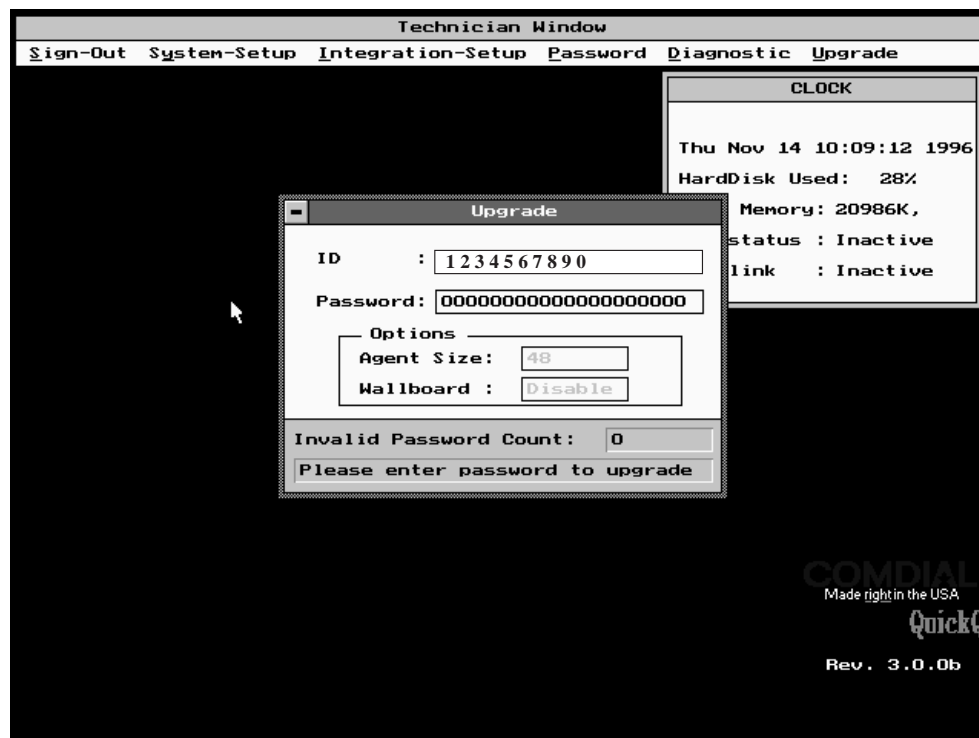 Technician Window
Sign-Out System-Setup Integration-Setup Password Diagnostic Upgrade
CLOCK
Thu Nov 14 10:09:12 1996
HardDisk Used: 28%
Memory: 20986K,
status : Inactive
link : Inactive
Upgrade
ID : 1234567890
Password: 00000000000000000000
Options
Agent Size: 48
Wallboard : Disable
Invalid Password Count: 0
Please enter password to upgrade
COMDIAL
Made right in the USA
QuickQ
Rev. 3.0.0b